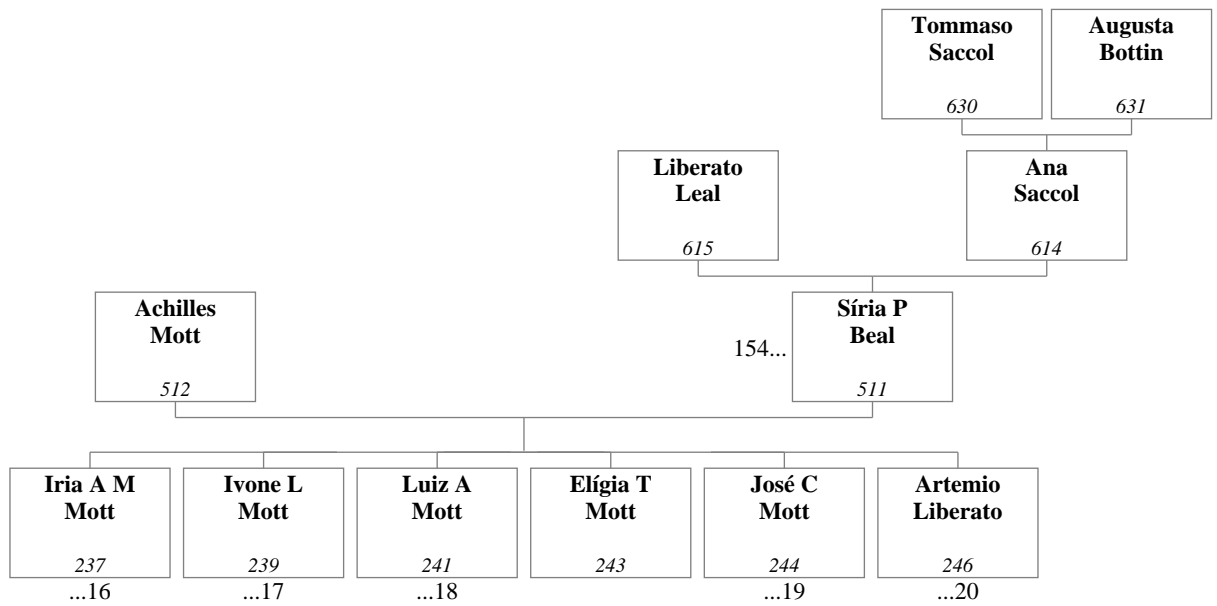 Tommaso
Saccol
630
Augusta
Bottin
631
Liberato
Leal
615
Ana
Saccol
614
Achilles
Mott
512
154...
Síria P
Beal
511
Iria A M
Mott
237
...16
Ivone L
Mott
239
...17
Luiz A
Mott
241
...18
Elígia T
Mott
243
José C
Mott
244
...19
Artemio
Liberato
246
...20